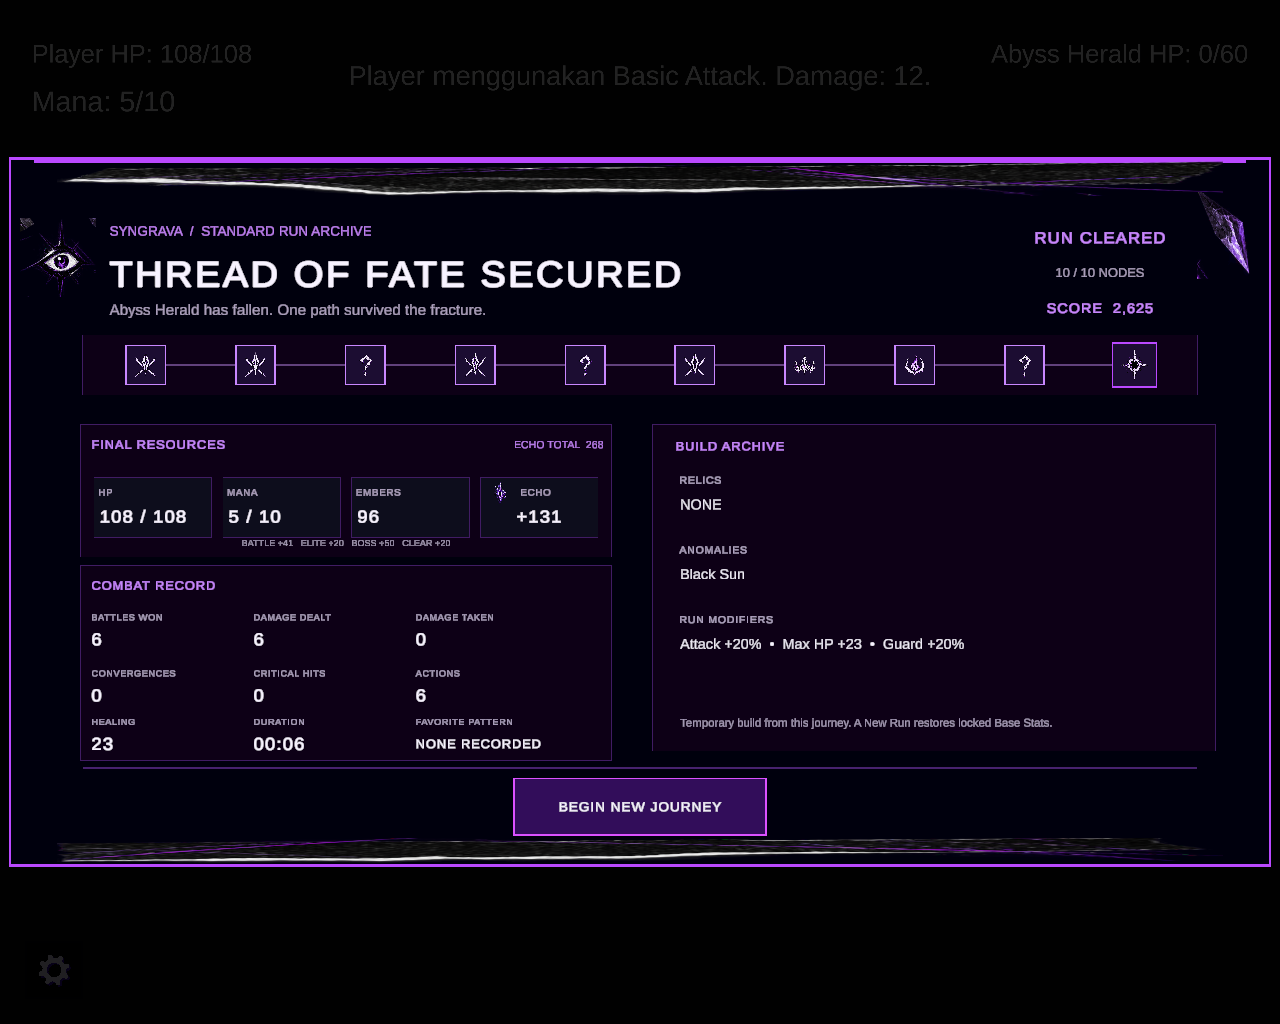 Player HP: 108/108
Player menggunakan Basic Attack. Damage: 12.
Abyss Herald HP: 0/60
Mana: 5/10
SYNGRAVA / STANDARD RUN ARCHIVE
THREAD OF FATE SECURED
Abyss Herald has fallen. One path survived the fracture.
RUN CLEARED
10 / 10 NODES
SCORE 2,625
? ? ?
FINAL RESOURCES
ECHO TOTAL 268
HP
108 / 108
MANA
5 / 10
EMBERS
96
ECHO
+131
BATTLE +41 ELITE +20 BOSS +50 CLEAR +20
COMBAT RECORD
BATTLES WON
6
DAMAGE DEALT
6
DAMAGE TAKEN
0
CONVERGENCES
0
CRITICAL HITS
0
ACTIONS
6
HEALING
23
DURATION
00:06
FAVORITE PATTERN
NONE RECORDED
BUILD ARCHIVE
RELICS
NONE
ANOMALIES
Black Sun
RUN MODIFIERS
Attack +20% • Max HP +23 • Guard +20%
Temporary build from this journey. A New Run restores locked Base Stats.
BEGIN NEW JOURNEY